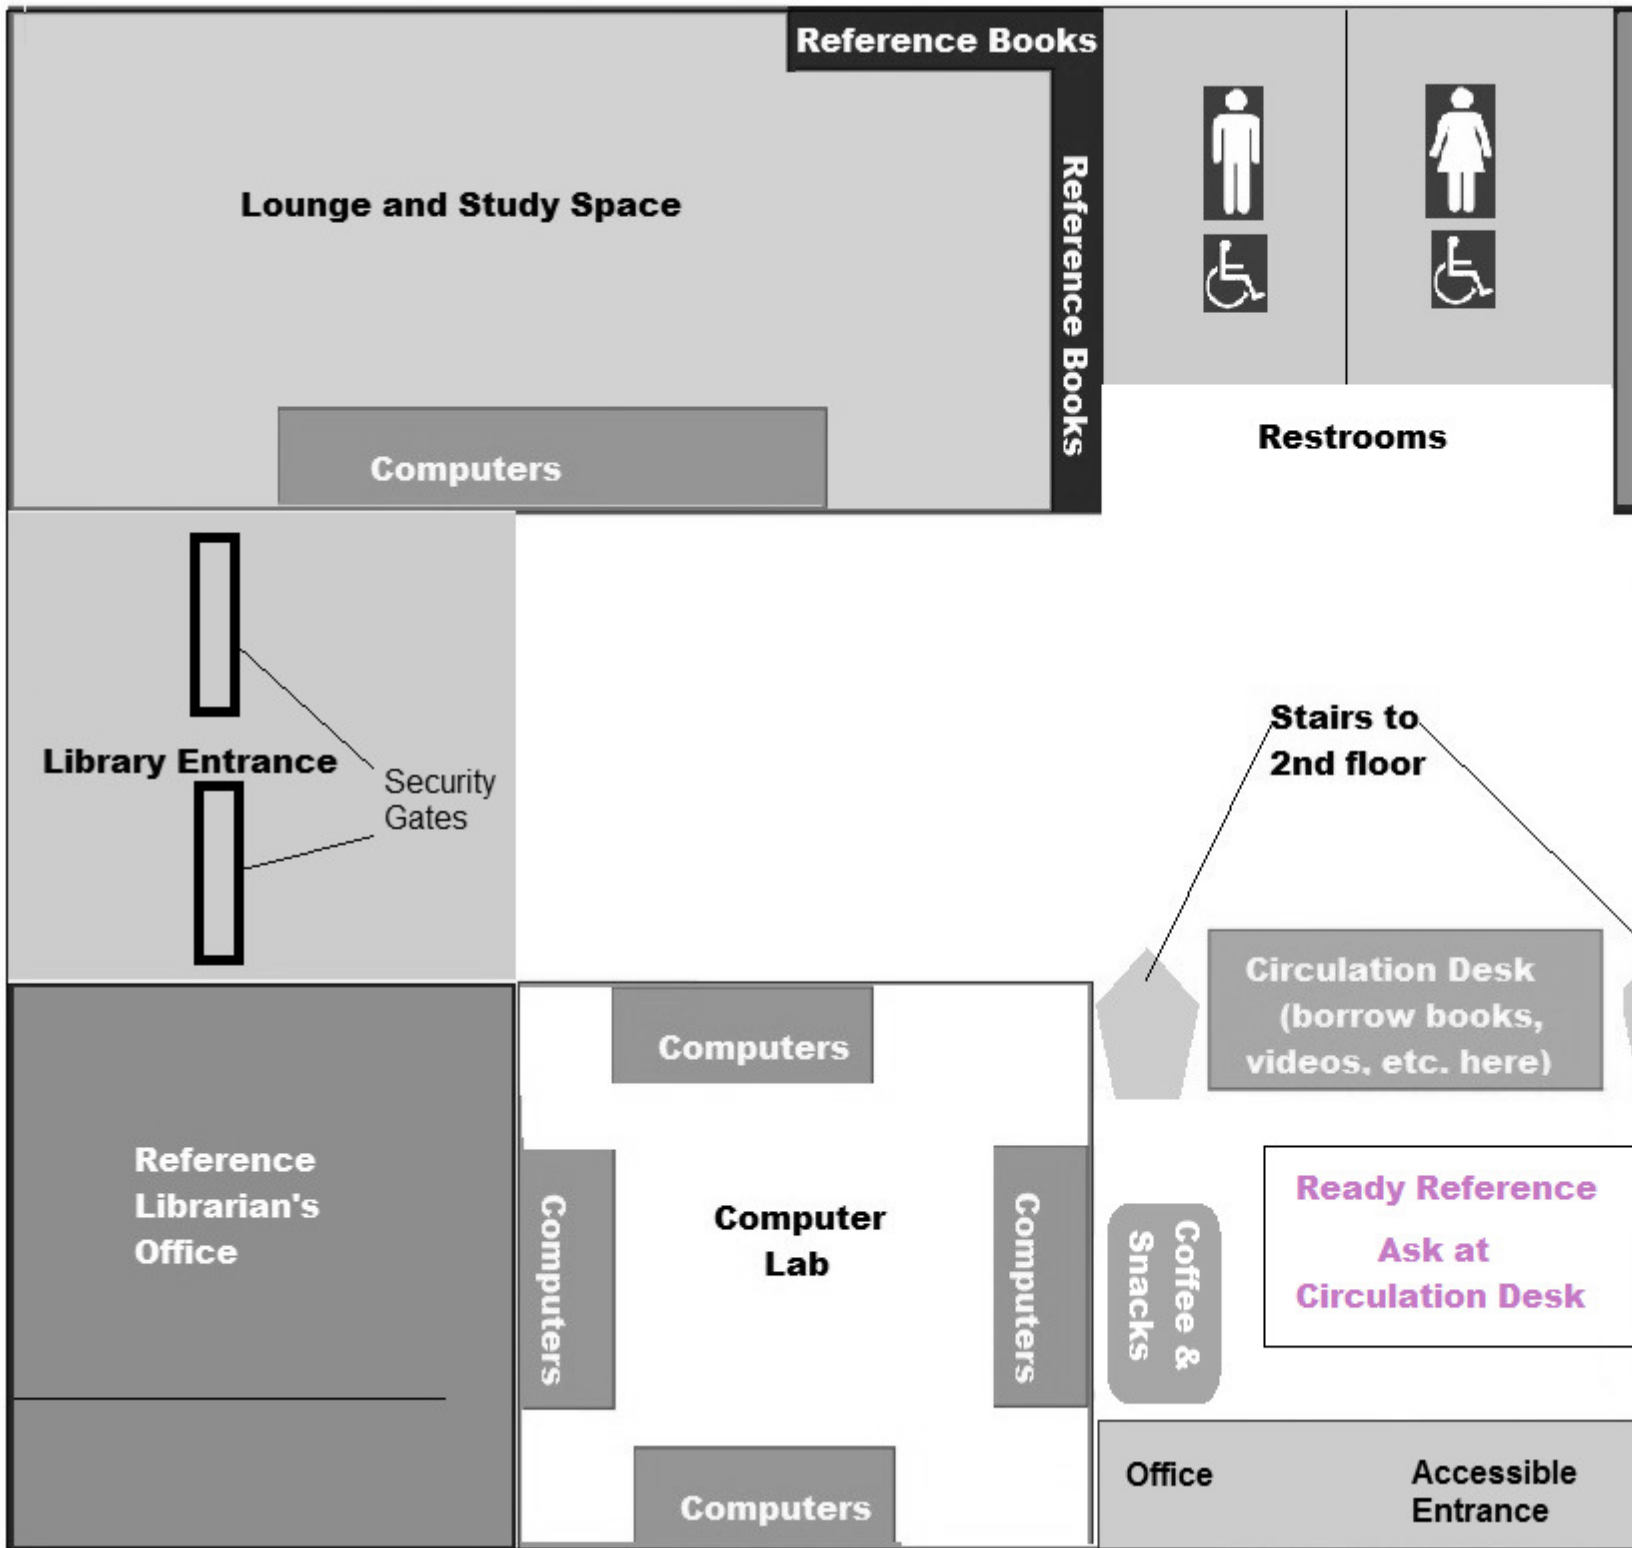 Reference Books
Reference Books
Lounge and Study Space
Computers
Restrooms
Library Entrance
Security
Gates
Stairs to
2nd floor
Circulation Desk
(borrow books,
videos, etc. here)
Reference
Librarian's
Office
Computers
Computers
Computer
Lab
Computers
Computers
Coffee &
Snacks
Ready Reference
Ask at
Circulation Desk
Office
Accessible
Entrance